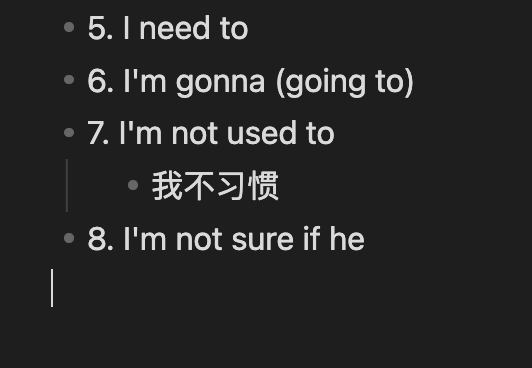 5. I need to
6. I'm gonna (going to)
7. I'm not used to
我不习惯
8. I'm not sure if he